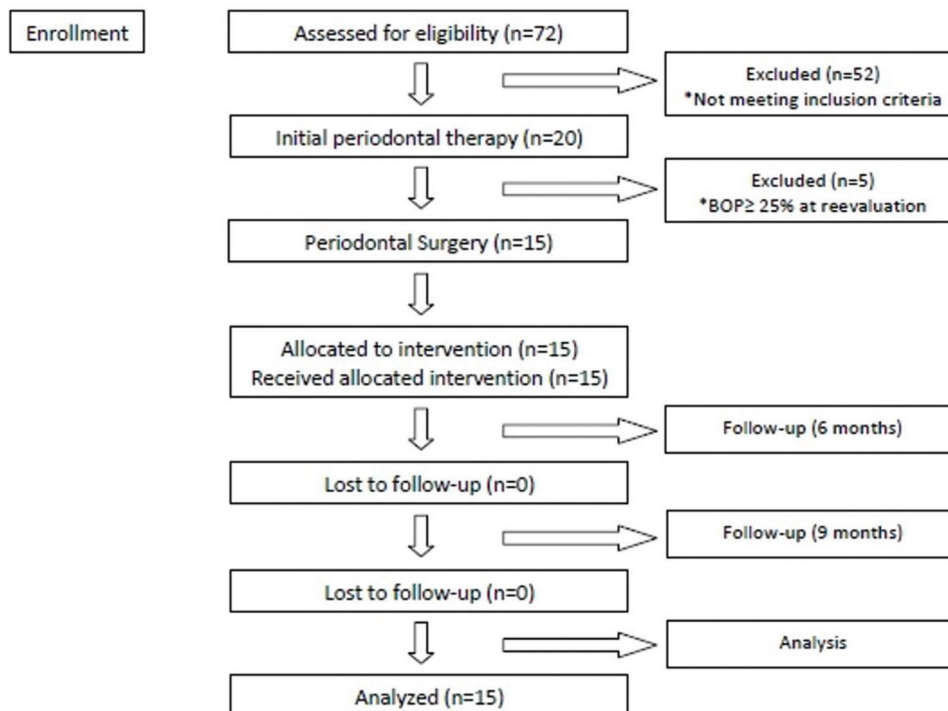 Enrollment
Assessed for eligibility (n=72)
Excluded (n=52)
*Not meeting inclusion criteria
Initial periodontal therapy (n=20)
Excluded (n=5)
*BOP≥ 25% at reevaluation
Periodontal Surgery (n=15)
Allocated to intervention (n=15)
Received allocated intervention (n=15)
Follow-up (6 months)
Lost to follow-up (n=0)
Follow-up (9 months)
Lost to follow-up (n=0)
Analysis
Analyzed (n=15)